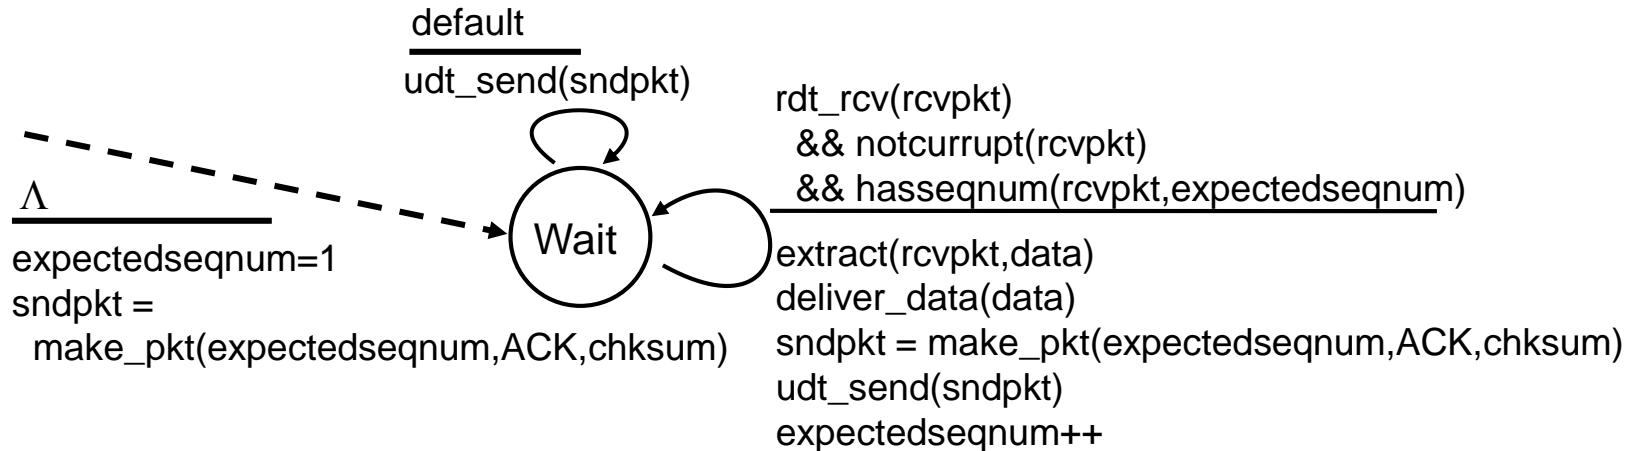 default
udt_send(sndpkt)
Λ
expectedseqnum=1
sndpkt =
make_pkt(expectedseqnum,ACK,chksum)
Wait
rdt_rcv(rcvpkt)
&& notcurrupt(rcvpkt)
&& hasseqnum(rcvpkt,expectedseqnum)
extract(rcvpkt,data)
deliver_data(data)
sndpkt = make_pkt(expectedseqnum,ACK,chksum)
udt_send(sndpkt)
expectedseqnum++